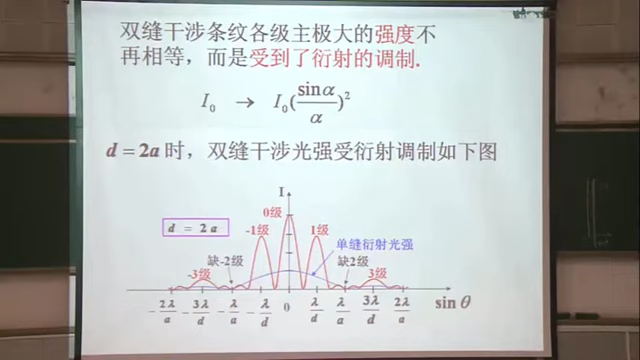 双缝干涉条纹各级主极大的强度不
再相等，而是受到了衍射的调制.
I₀ → I₀(sinα/α)²
d = 2a 时，双缝干涉光强受衍射调制如下图
I
0级
d = 2a
-1级 1级
单缝衍射光强
缺-2级 缺2级
-3级 3级
-2λ/a -3λ/d -λ/a -λ/d 0 λ/d λ/a 3λ/d 2λ/a sinθ